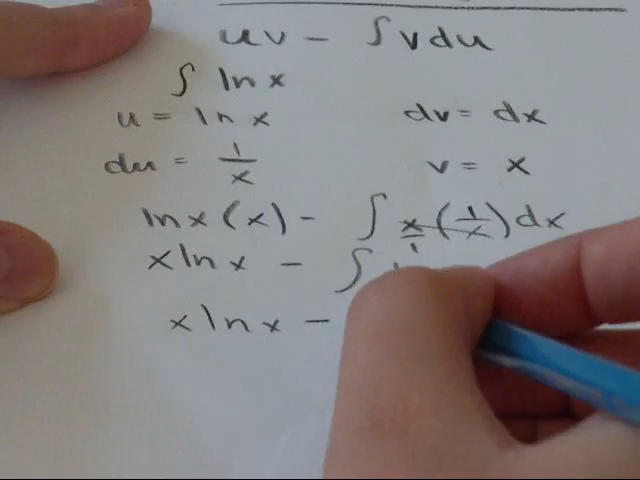 uv - ∫vdu
∫ ln x
u = ln x dv = dx
du = 1/x v = x
ln x (x) - ∫ x/1 (1/x) dx
x ln x - ∫
x ln x -